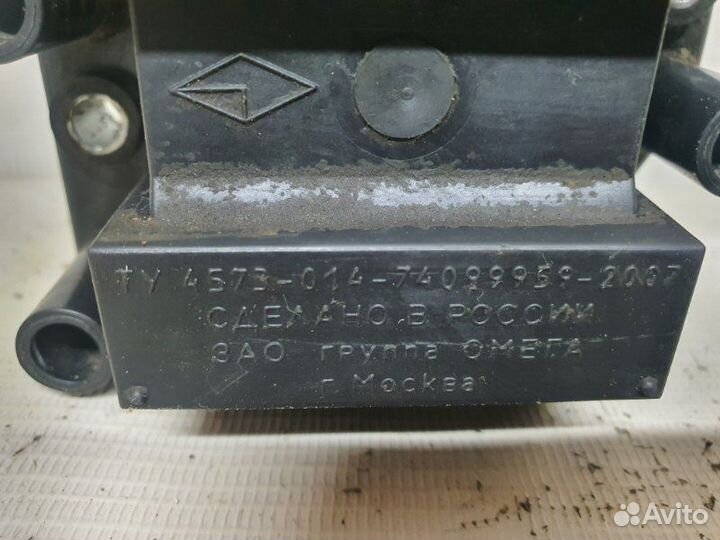 ТУ 4573-014-74099959-2007
СДЕЛАНО В РОССИИ
ЗАО группа ОМЕГА
г. Москва
Avito